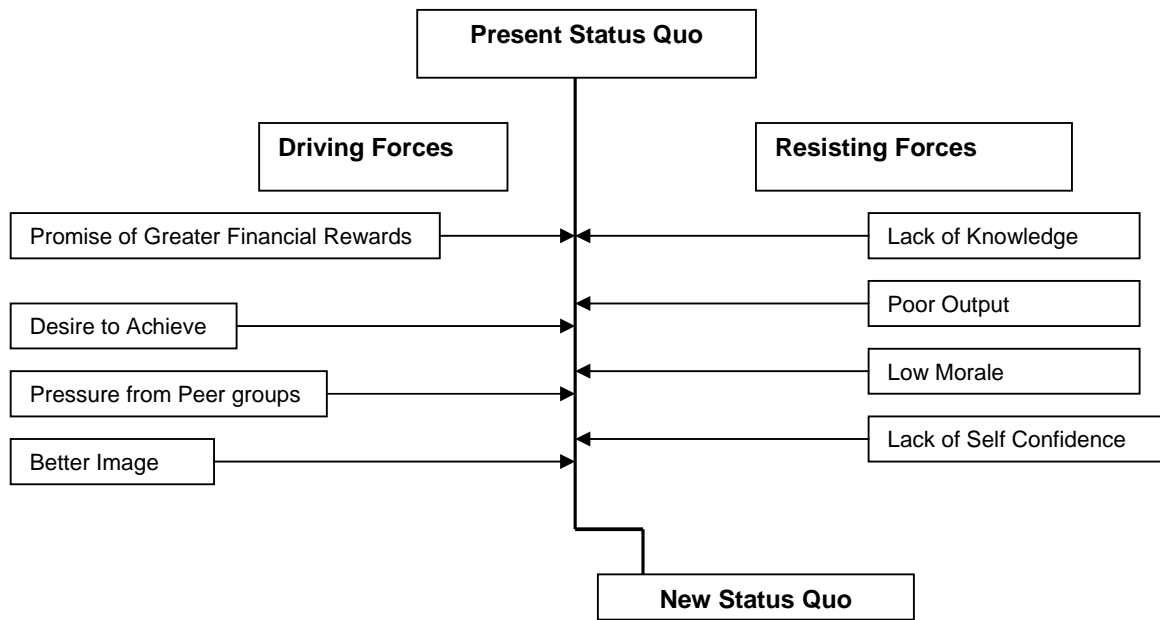 Present Status Quo
Driving Forces
Resisting Forces
Promise of Greater Financial Rewards
Lack of Knowledge
Desire to Achieve
Poor Output
Pressure from Peer groups
Low Morale
Better Image
Lack of Self Confidence
New Status Quo